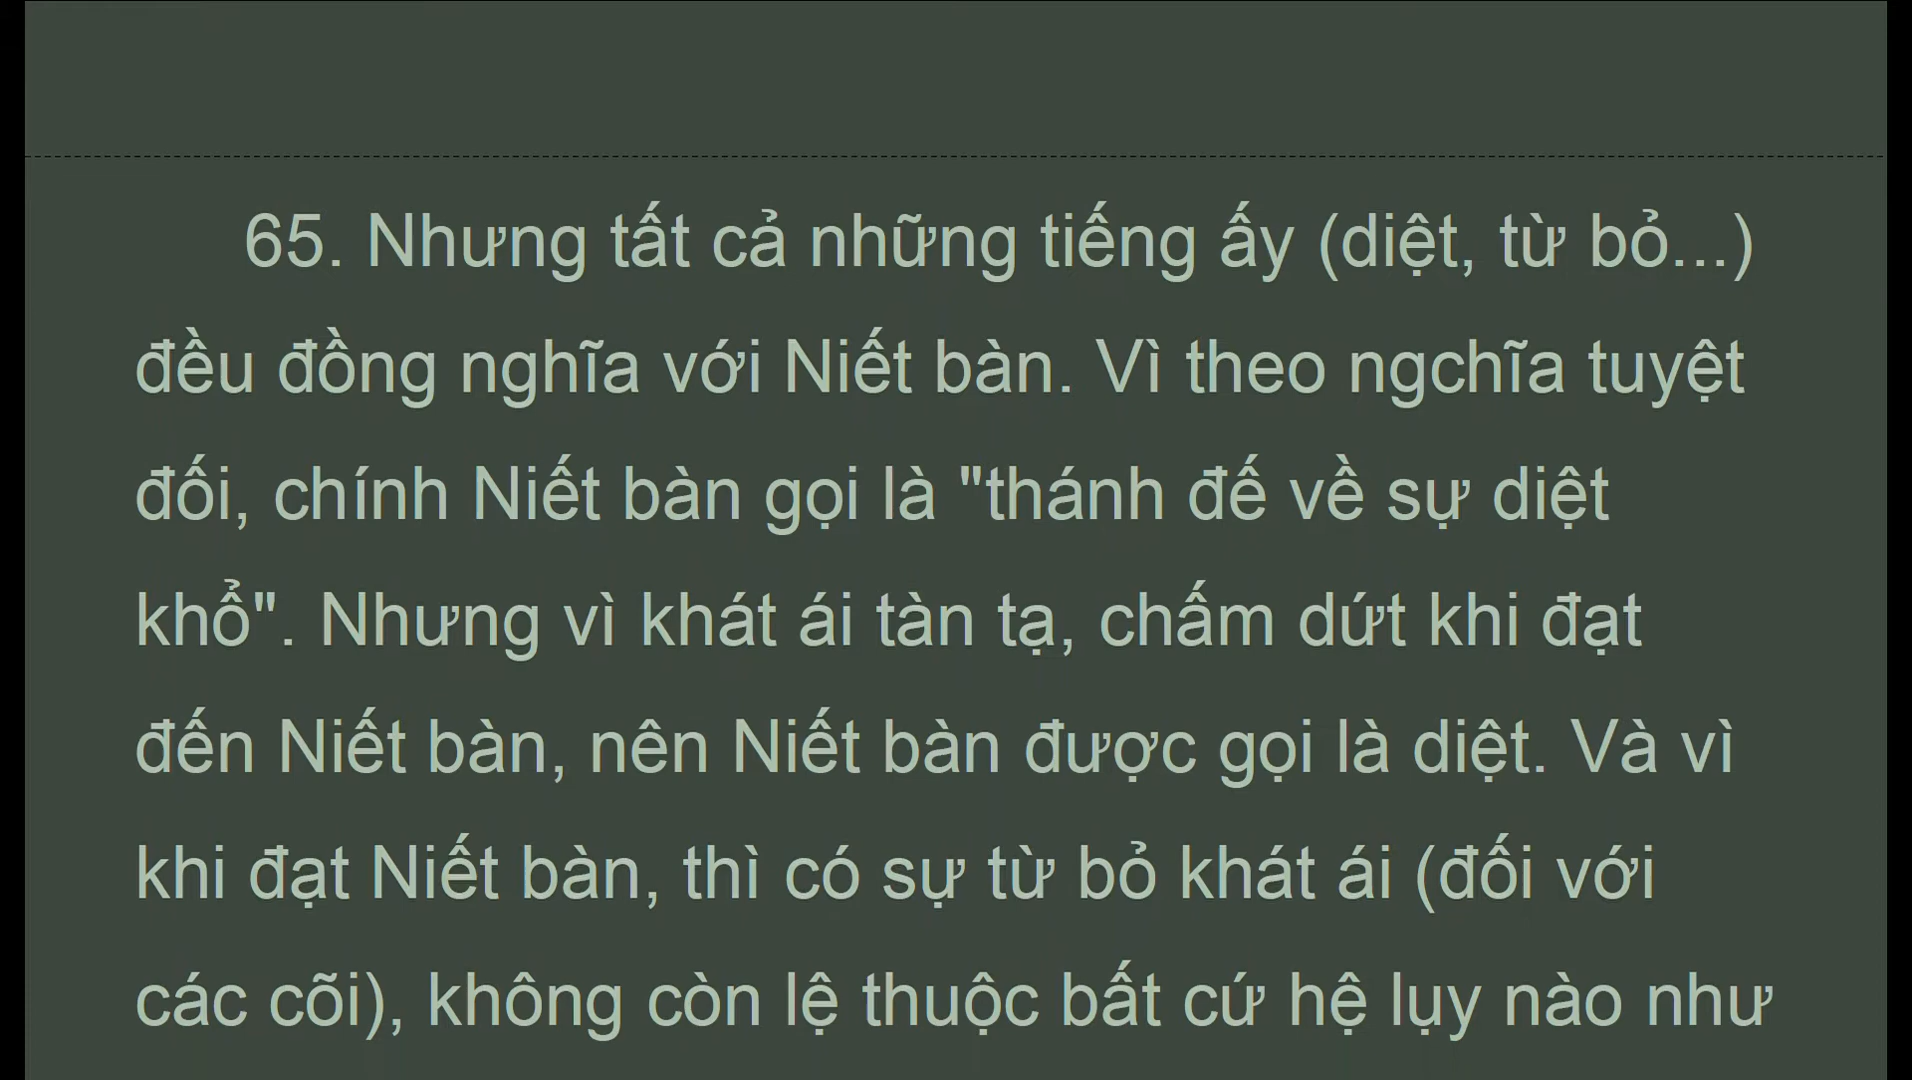 65. Nhưng tất cả những tiếng ấy (diệt, từ bỏ...)
đều đồng nghĩa với Niết bàn. Vì theo ngchĩa tuyệt
đối, chính Niết bàn gọi là "thánh đế về sự diệt
khổ". Nhưng vì khát ái tàn tạ, chấm dứt khi đạt
đến Niết bàn, nên Niết bàn được gọi là diệt. Và vì
khi đạt Niết bàn, thì có sự từ bỏ khát ái (đối với
các cõi), không còn lệ thuộc bất cứ hệ lụy nào như